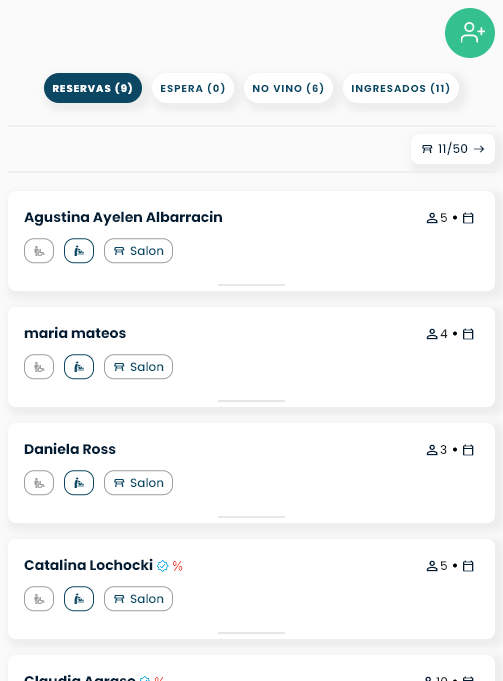 RESERVAS (9) ESPERA (0) NO VINO (6) INGRESADOS (11)
11/50
Agustina Ayelen Albarracin 5 •
Salon
maria mateos 4 •
Salon
Daniela Ross 3 •
Salon
Catalina Lochocki % 5 •
Salon
Claudia Agraso % 10 •